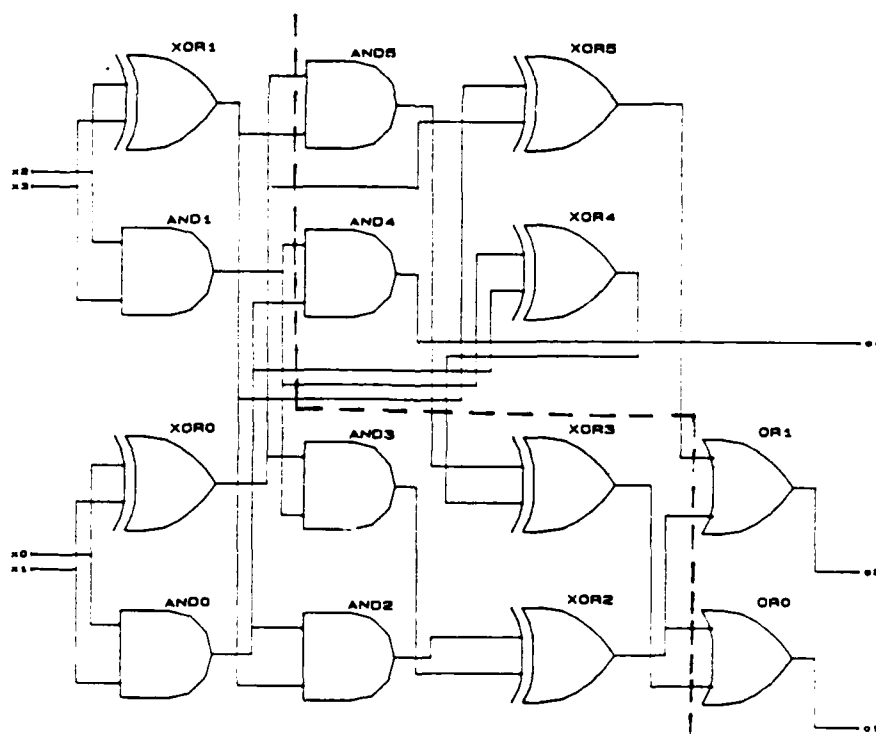 XOR1 AND5 XOR5
x2
x3
AND1 AND4 XOR4
XOR0 AND3 XOR3 OR1
x0
x1
AND0 AND2 XOR2 OR0